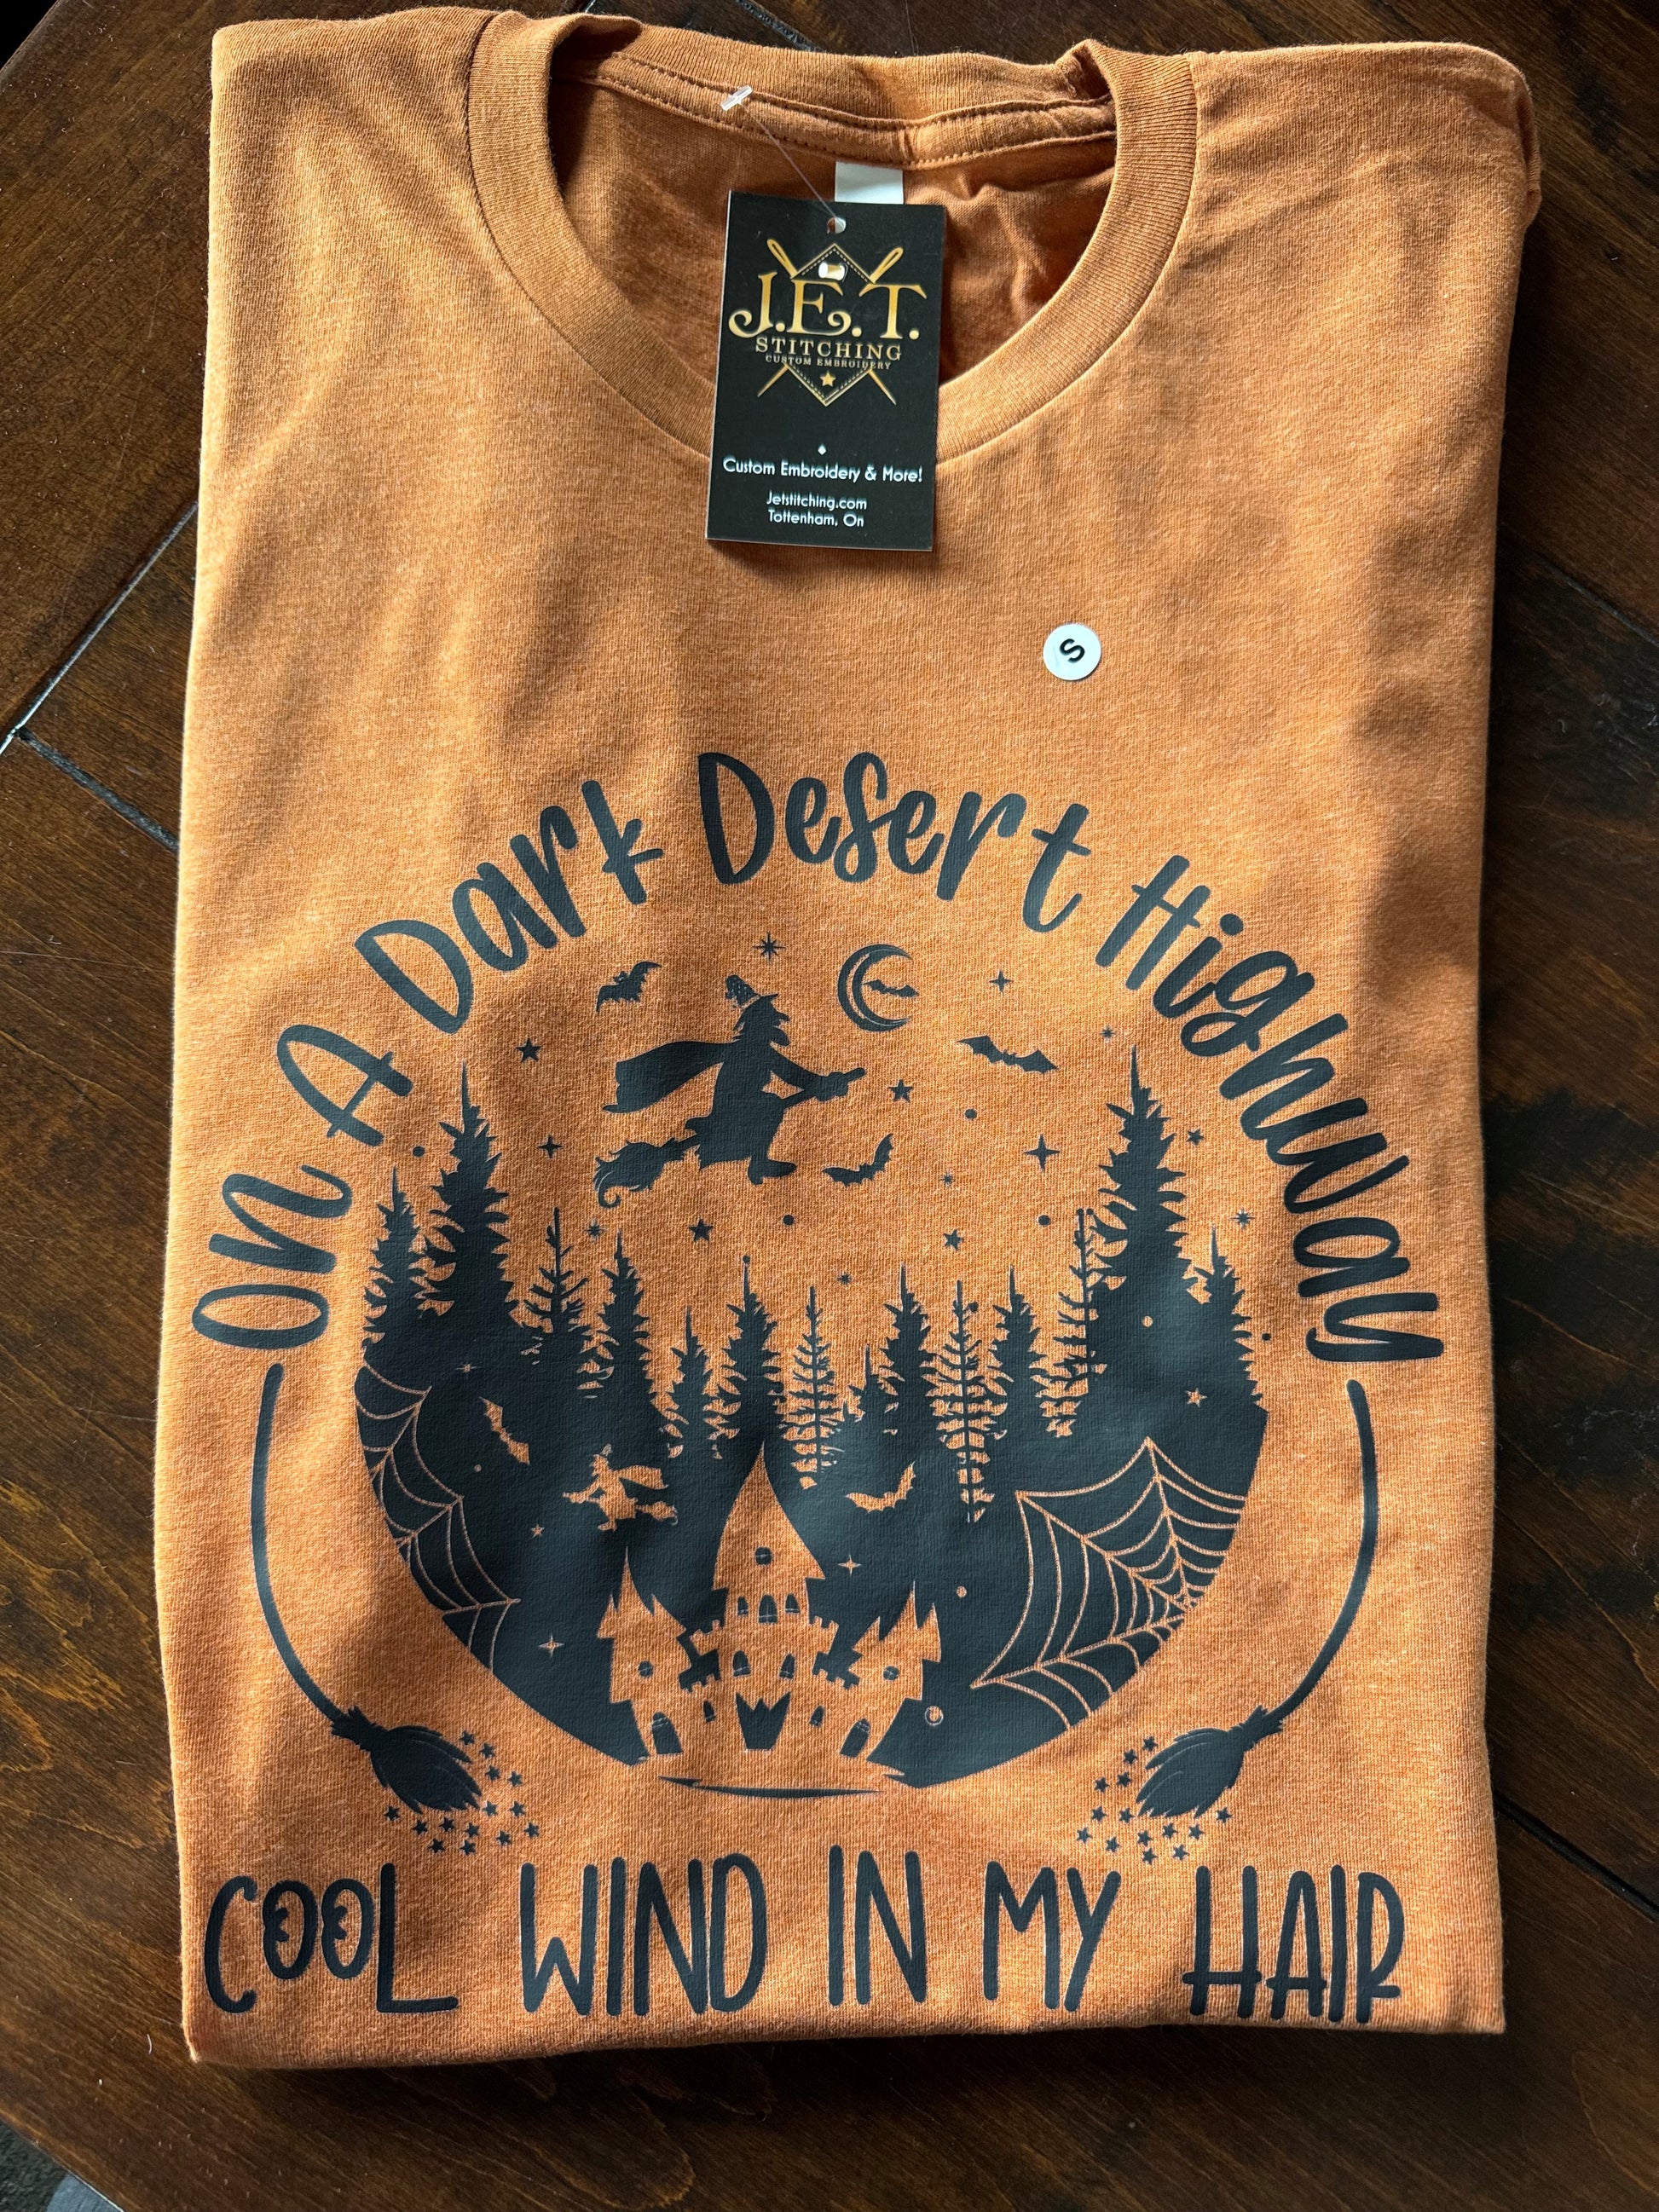 J.E.T.
STITCHING
CUSTOM EMBROIDERY
Custom Embroidery & More!
Jetstitching.com
Tottenham, On
S
On A Dark Desert Highway
COOL WIND IN MY HAIR